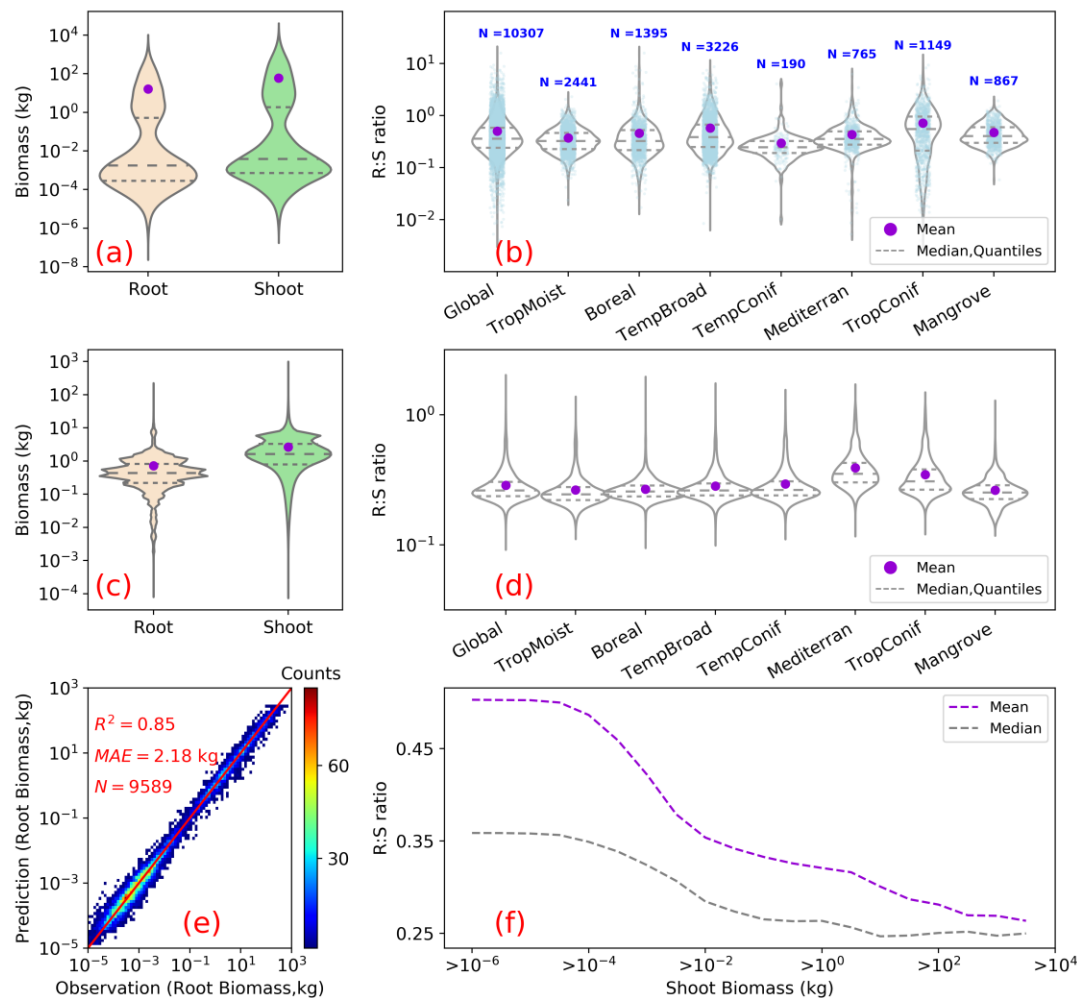 10^4
10^2
10^0
10^-2
10^-4
10^-6
10^-8
Biomass (kg)
Root
Shoot
(a)
N =10307
N =2441
N =1395
N =3226
N =190
N =765
N =1149
N =867
10^1
10^0
10^-1
10^-2
R:S ratio
(b)
Mean
Median,Quantiles
Global
TropMoist
Boreal
TempBroad
TempConif
Mediterran
TropConif
Mangrove
10^3
10^2
10^1
10^0
10^-1
10^-2
10^-3
10^-4
Biomass (kg)
Root
Shoot
(c)
10^0
10^-1
R:S ratio
(d)
Mean
Median,Quantiles
Global
TropMoist
Boreal
TempBroad
TempConif
Mediterran
TropConif
Mangrove
Counts
60
30
10^3
10^1
10^-1
10^-3
10^-5
Prediction (Root Biomass,kg)
R^2 = 0.85
MAE = 2.18 kg
N = 9589
(e)
10^-5
10^-3
10^-1
10^1
10^3
Observation (Root Biomass,kg)
0.45
0.35
0.25
R:S ratio
Mean
Median
(f)
>10^-6
>10^-4
>10^-2
>10^0
>10^2
>10^4
Shoot Biomass (kg)